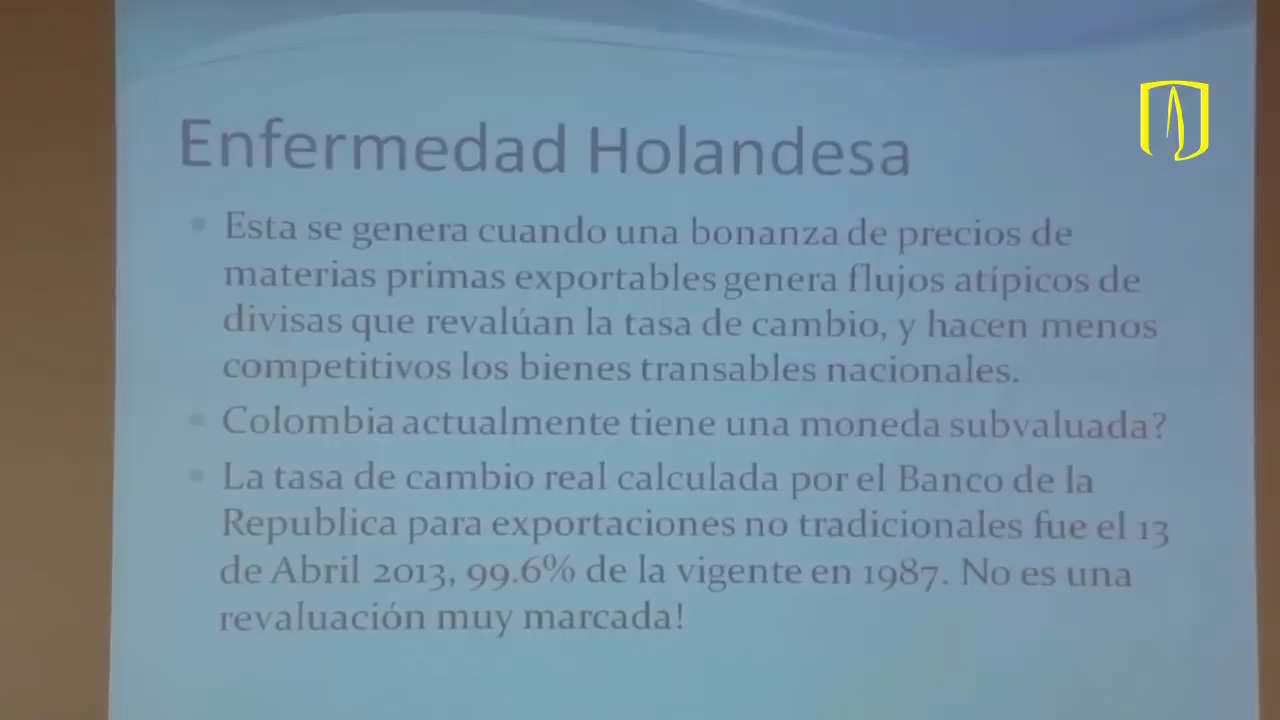 Enfermedad Holandesa
Esta se genera cuando una bonanza de precios de
materias primas exportables genera flujos atípicos de
divisas que revalúan la tasa de cambio, y hacen menos
competitivos los bienes transables nacionales.
Colombia actualmente tiene una moneda subvaluada?
La tasa de cambio real calculada por el Banco de la
Republica para exportaciones no tradicionales fue el 13
de Abril 2013, 99.6% de la vigente en 1987. No es una
revaluación muy marcada!